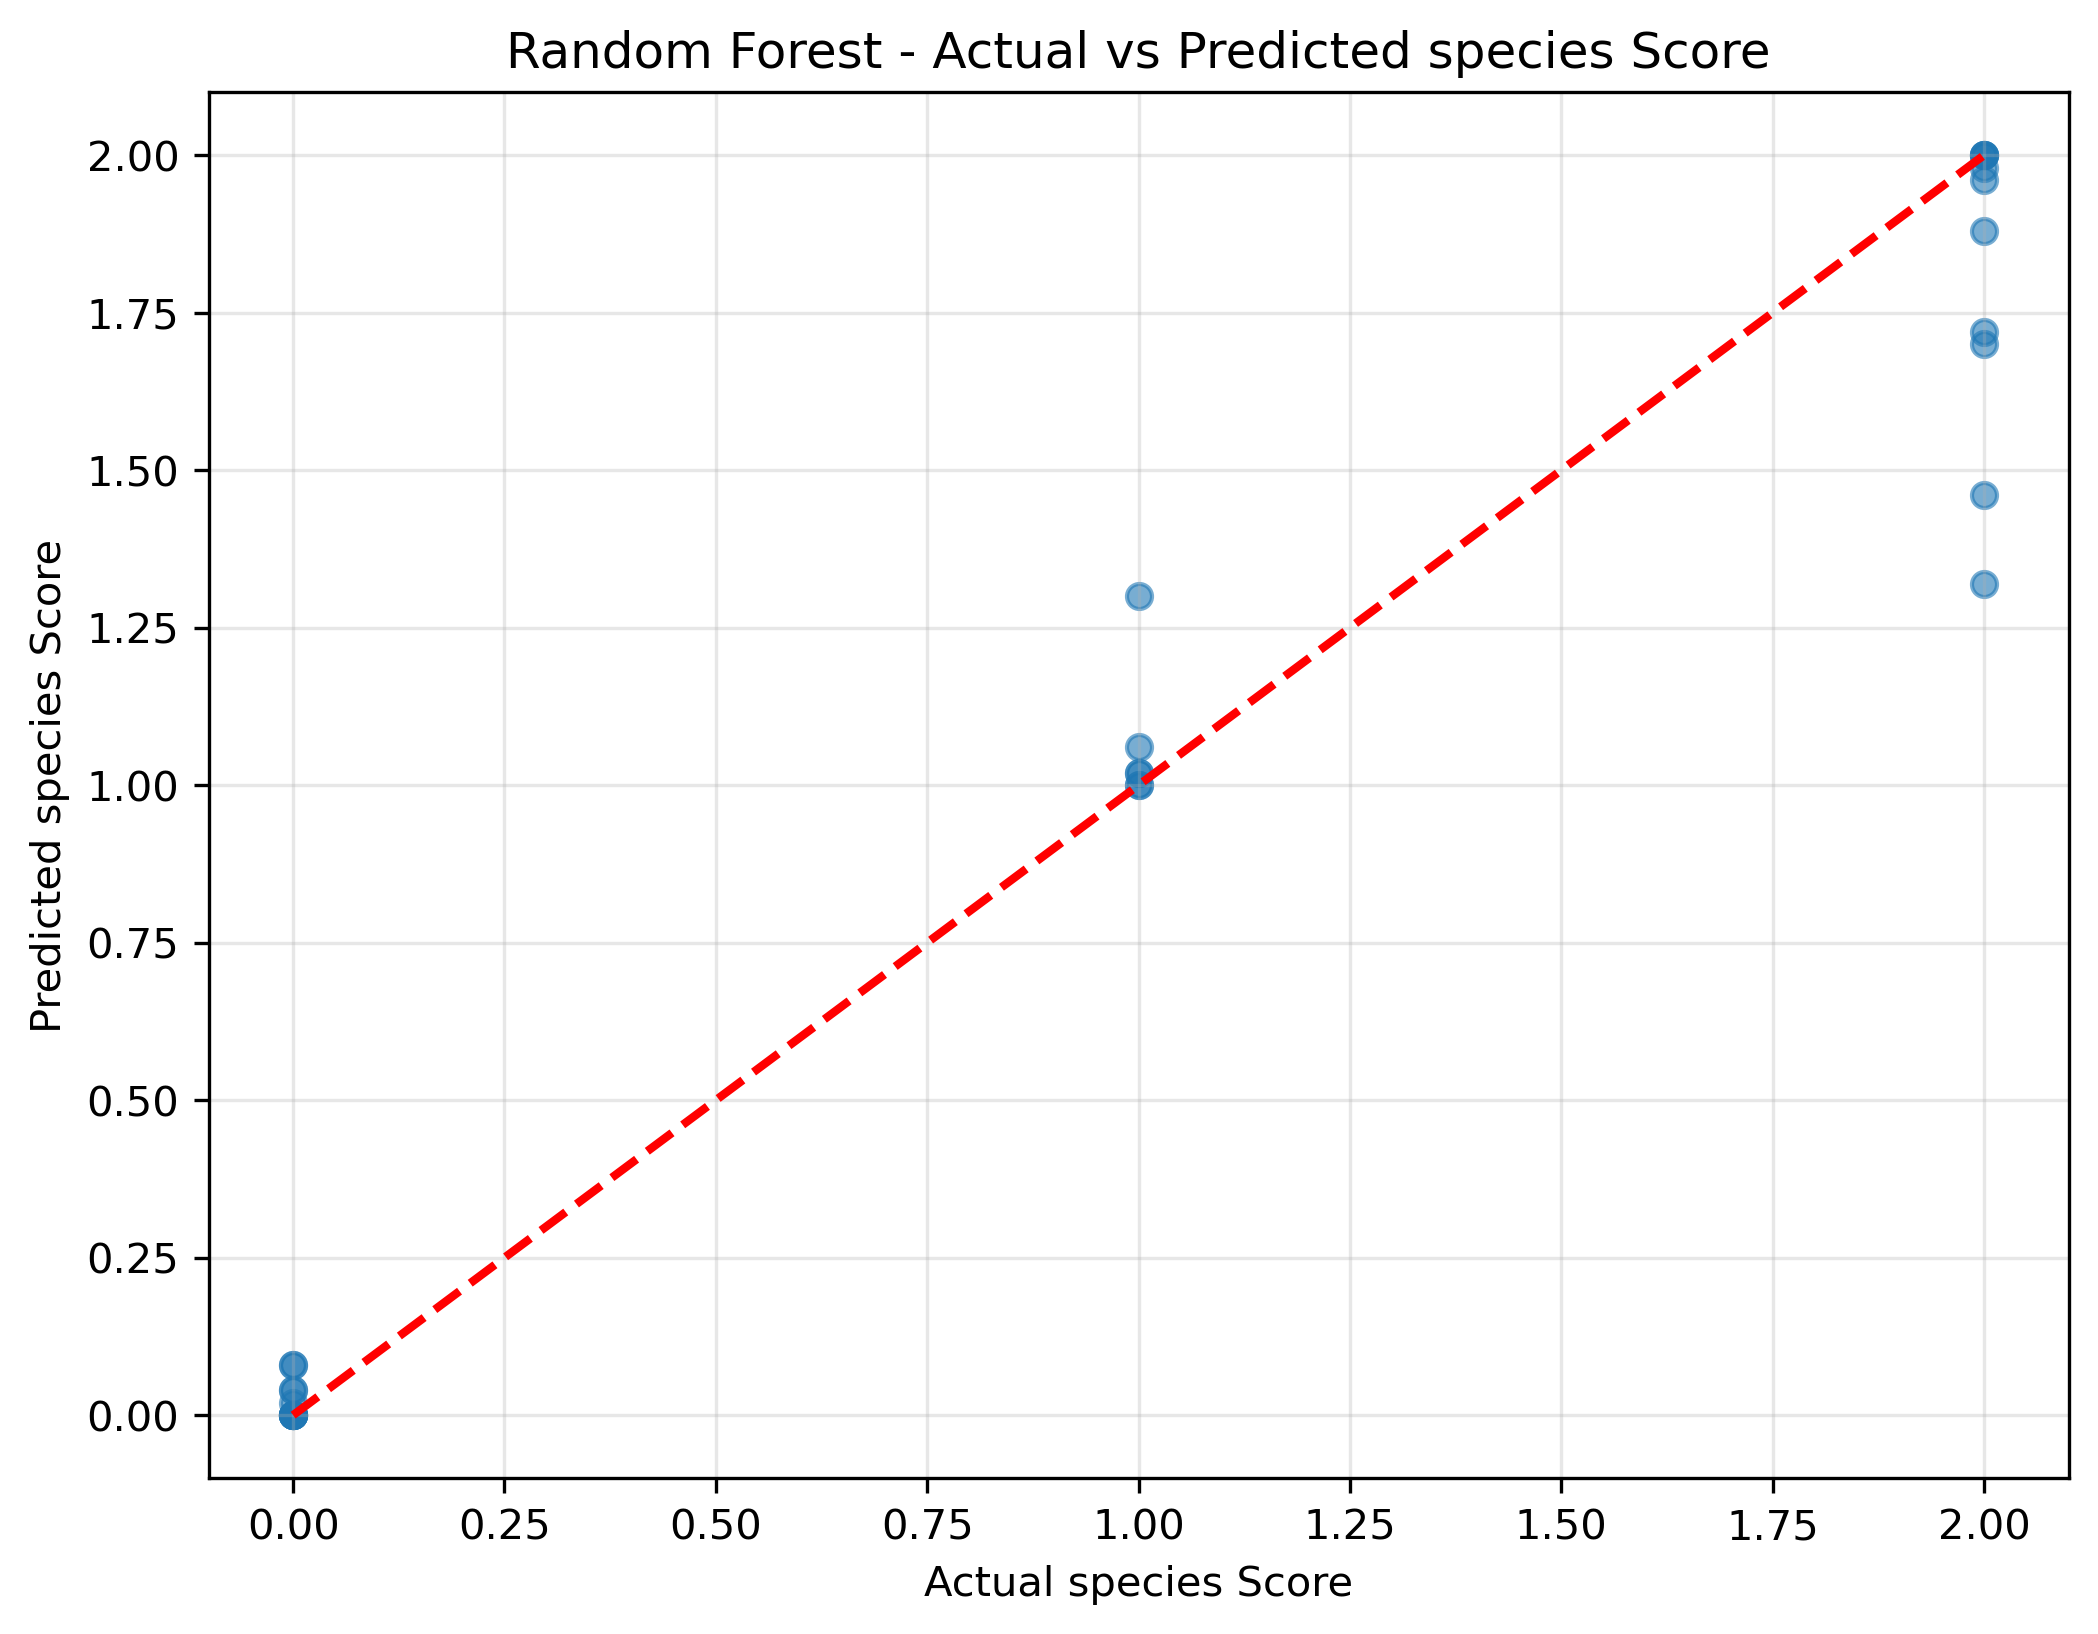 Random Forest - Actual vs Predicted species Score
Predicted species Score
2.00
1.75
1.50
1.25
1.00
0.75
0.50
0.25
0.00
0.00 0.25 0.50 0.75 1.00 1.25 1.50 1.75 2.00
Actual species Score